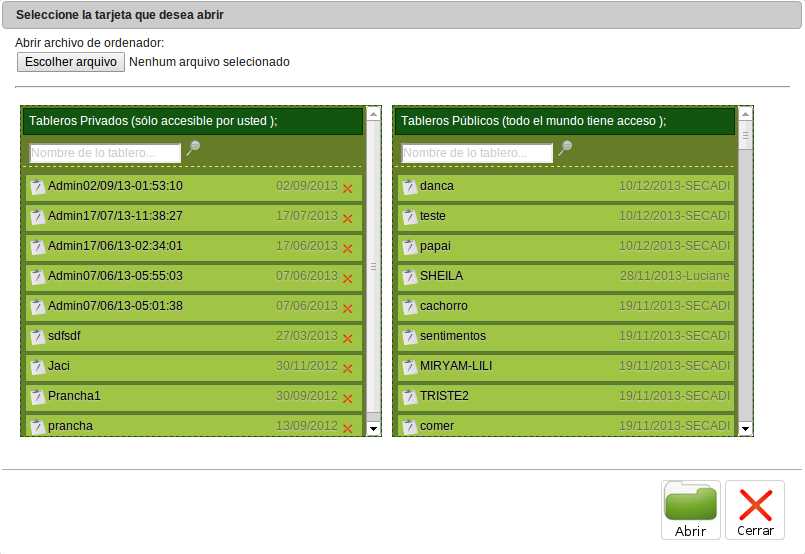 Seleccione la tarjeta que desea abrir
Abrir archivo de ordenador:
Escolher arquivo Nenhum arquivo selecionado
Tableros Privados (sólo accesible por usted );
Nombre de lo tablero...
Admin02/09/13-01:53:10 02/09/2013
Admin17/07/13-11:38:27 17/07/2013
Admin17/06/13-02:34:01 17/06/2013
Admin07/06/13-05:55:03 07/06/2013
Admin07/06/13-05:01:38 07/06/2013
sdfsdf 27/03/2013
Jaci 30/11/2012
Prancha1 30/09/2012
prancha 13/09/2012
Tableros Públicos (todo el mundo tiene acceso );
Nombre de lo tablero...
danca 10/12/2013-SECADI
teste 10/12/2013-SECADI
papai 10/12/2013-SECADI
SHEILA 28/11/2013-Luciane
cachorro 19/11/2013-SECADI
sentimentos 19/11/2013-SECADI
MIRYAM-LILI 19/11/2013-SECADI
TRISTE2 19/11/2013-SECADI
comer 19/11/2013-SECADI
Abrir
Cerrar